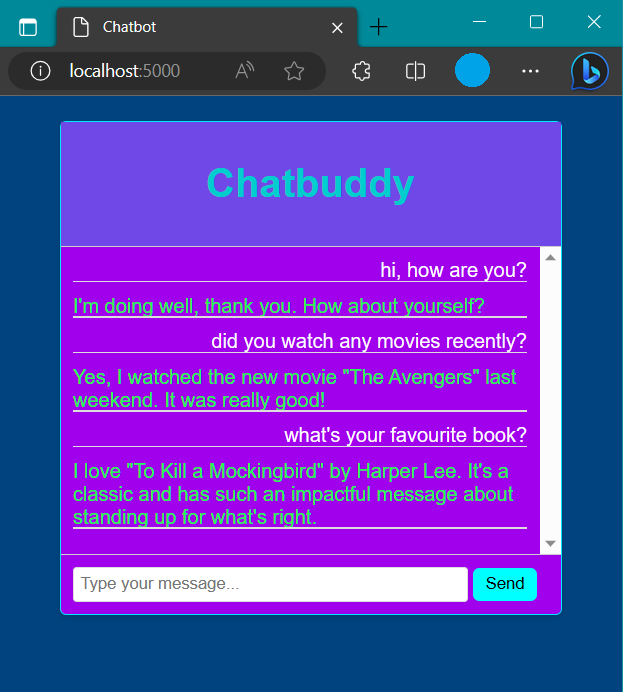 Chatbot
localhost:5000
Chatbuddy
hi, how are you?
I'm doing well, thank you. How about yourself?
did you watch any movies recently?
Yes, I watched the new movie "The Avengers" last
weekend. It was really good!
what's your favourite book?
I love "To Kill a Mockingbird" by Harper Lee. It's a
classic and has such an impactful message about
standing up for what's right.
Type your message...
Send